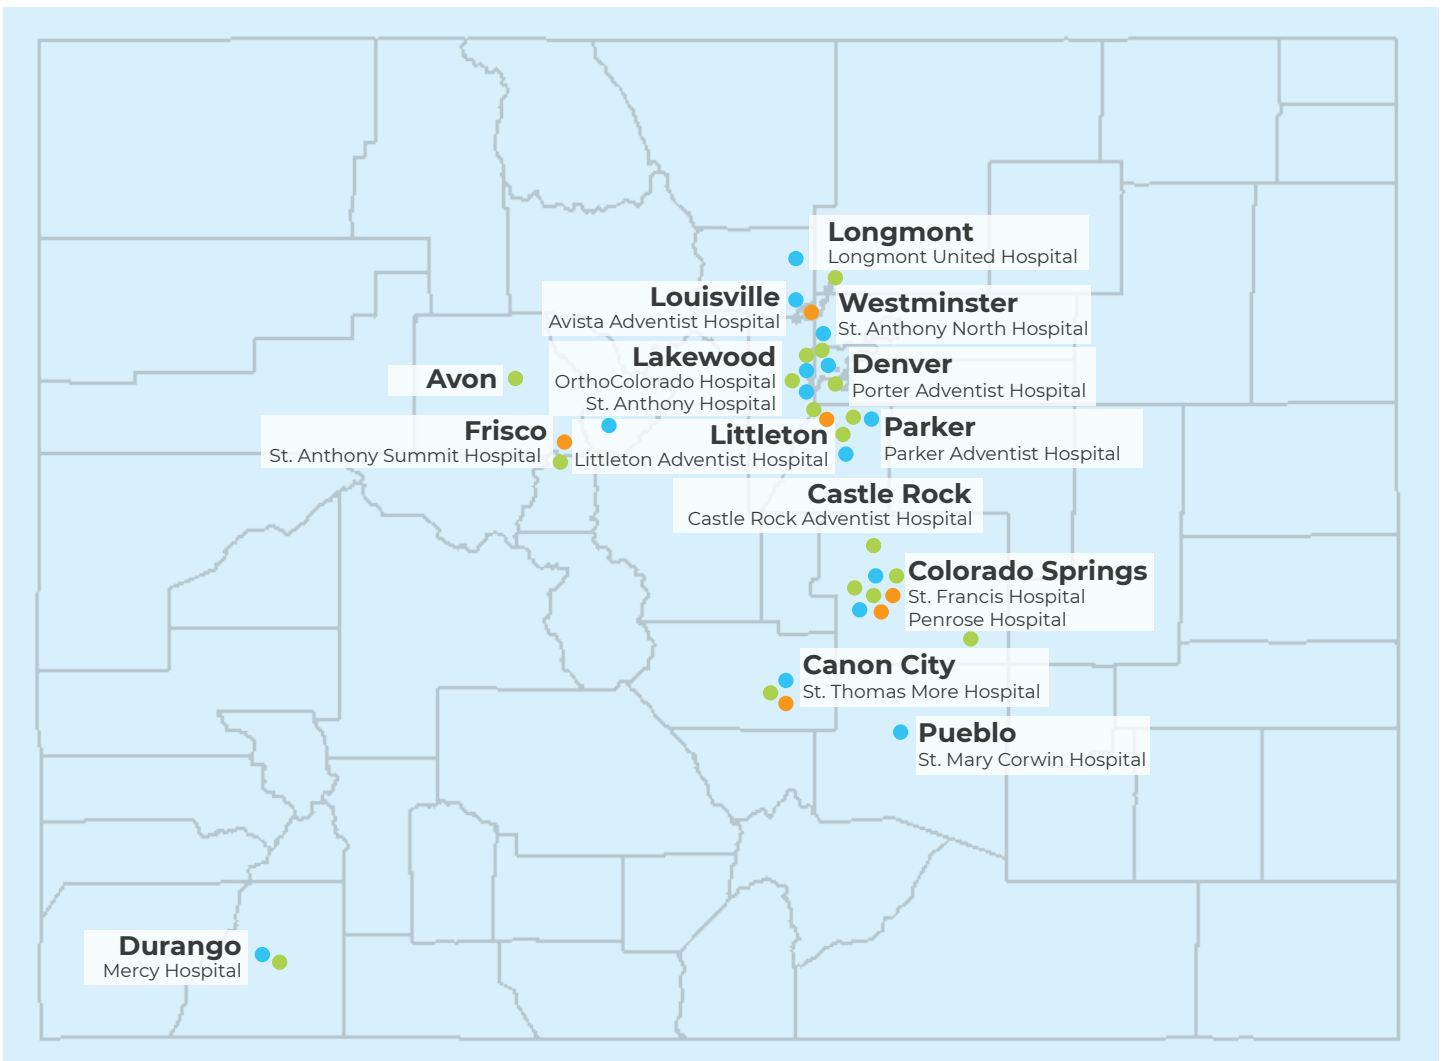 Longmont
Longmont United Hospital
Louisville
Avista Adventist Hospital
Westminster
St. Anthony North Hospital
Lakewood
OrthoColorado Hospital
St. Anthony Hospital
Denver
Porter Adventist Hospital
Avon
Frisco
St. Anthony Summit Hospital
Littleton
Littleton Adventist Hospital
Parker
Parker Adventist Hospital
Castle Rock
Castle Rock Adventist Hospital
Colorado Springs
St. Francis Hospital
Penrose Hospital
Canon City
St. Thomas More Hospital
Pueblo
St. Mary Corwin Hospital
Durango
Mercy Hospital